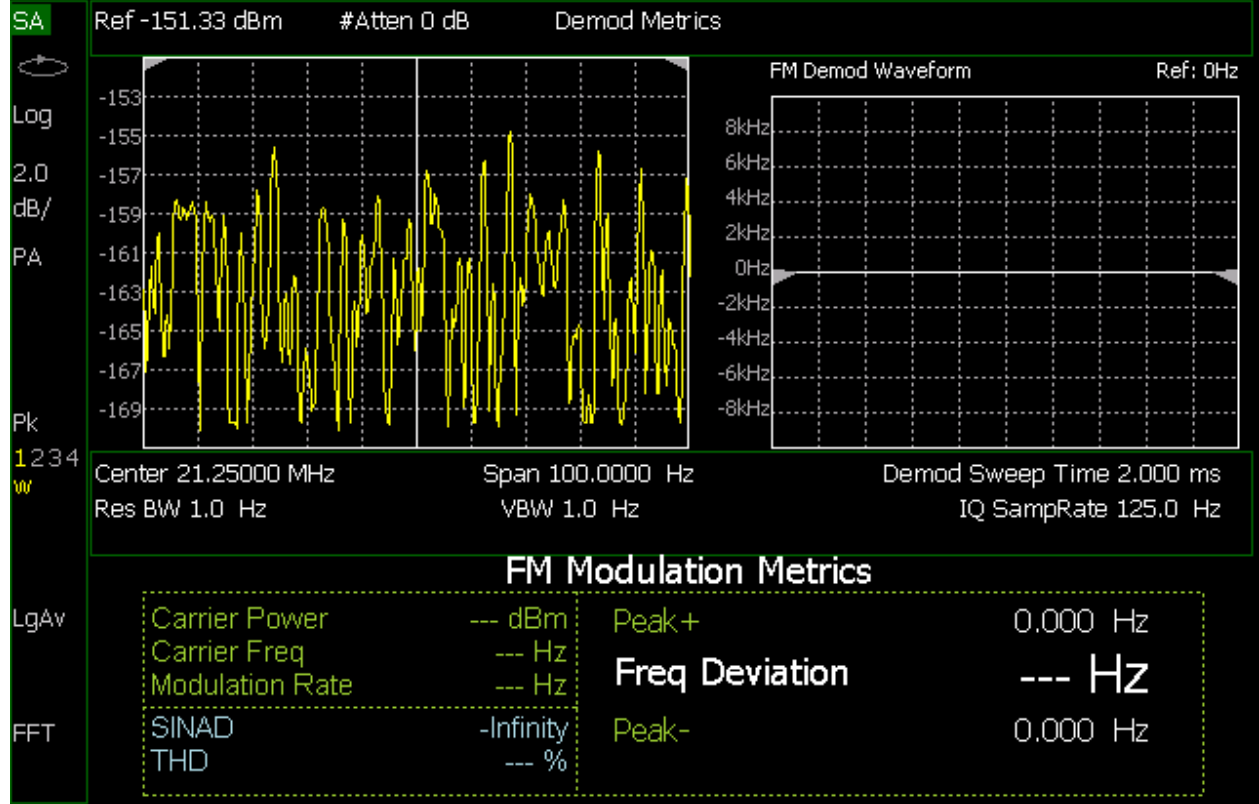 SA
Ref -151.33 dBm #Atten 0 dB Demod Metrics
Log
2.0
dB/
PA
Pk
1234
W
LgAv
FFT
-153
-155
-157
-159
-161
-163
-165
-167
-169
FM Demod Waveform Ref: 0Hz
8kHz
6kHz
4kHz
2kHz
0Hz
-2kHz
-4kHz
-6kHz
-8kHz
Center 21.25000 MHz Span 100.0000 Hz Demod Sweep Time 2.000 ms
Res BW 1.0 Hz VBW 1.0 Hz IQ SampRate 125.0 Hz
FM Modulation Metrics
Carrier Power --- dBm
Carrier Freq --- Hz
Modulation Rate --- Hz
SINAD -Infinity
THD --- %
Peak+ 0.000 Hz
Freq Deviation --- Hz
Peak- 0.000 Hz